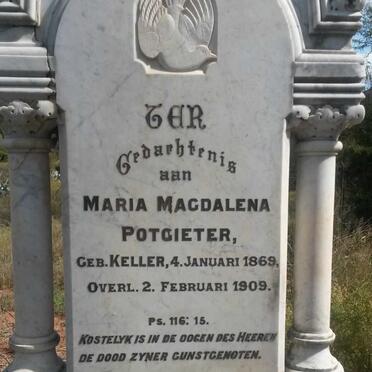 TER
Gedachtenis
aan
MARIA MAGDALENA
POTGIETER,
GEB. KELLER, 4. JANUARI 1869,
OVERL. 2. FEBRUARI 1909.
PS. 116: 15.
KOSTELYK IS IN DE OOGEN DES HEEREN
DE DOOD ZYNER GUNSTGENOTEN.